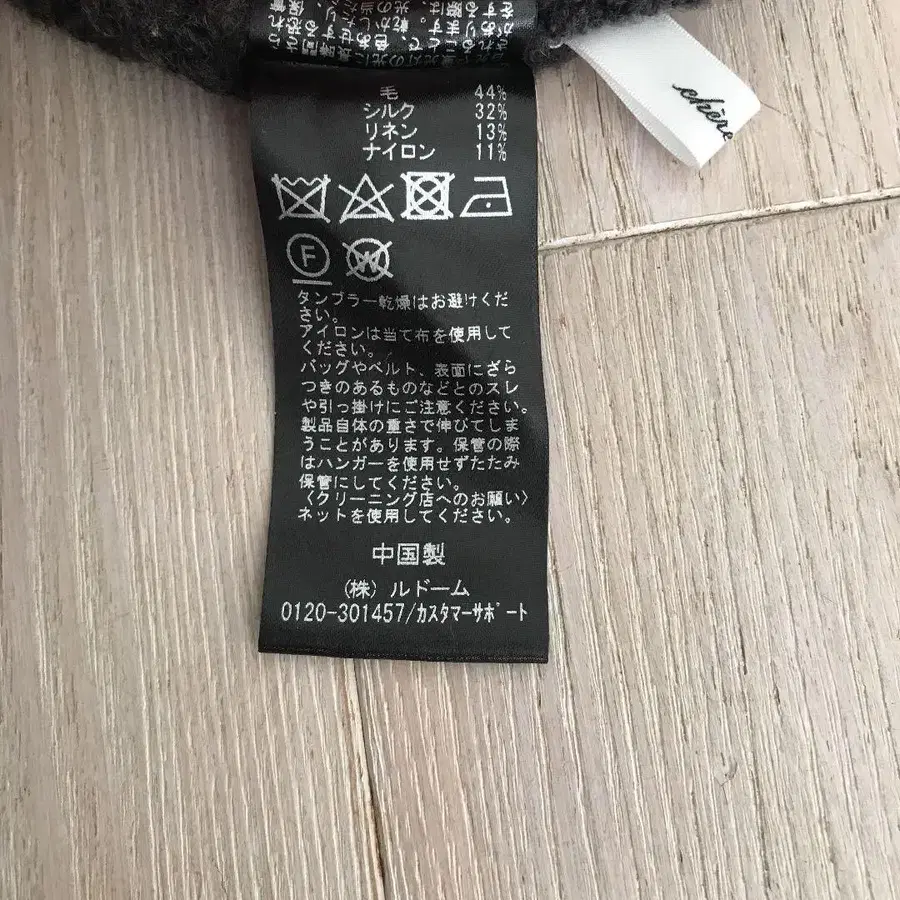 毛 44%
シルク 32%
リネン 13%
ナイロン 11%
F
W
タンブラー乾燥はお避けくだ
さい。
アイロンは当て布を使用して
ください。
バッグやベルト、表面にざら
つきのあるものなどとのスレ
や引っ掛けにご注意ください。
製品自体の重さで伸びてしま
うことがあります。保管の際
はハンガーを使用せずたたみ
保管にしてください。
〈クリーニング店へのお願い〉
ネットを使用してください。
中国製
(株) ルドーム
0120-301457/カスタマーサポート
chère